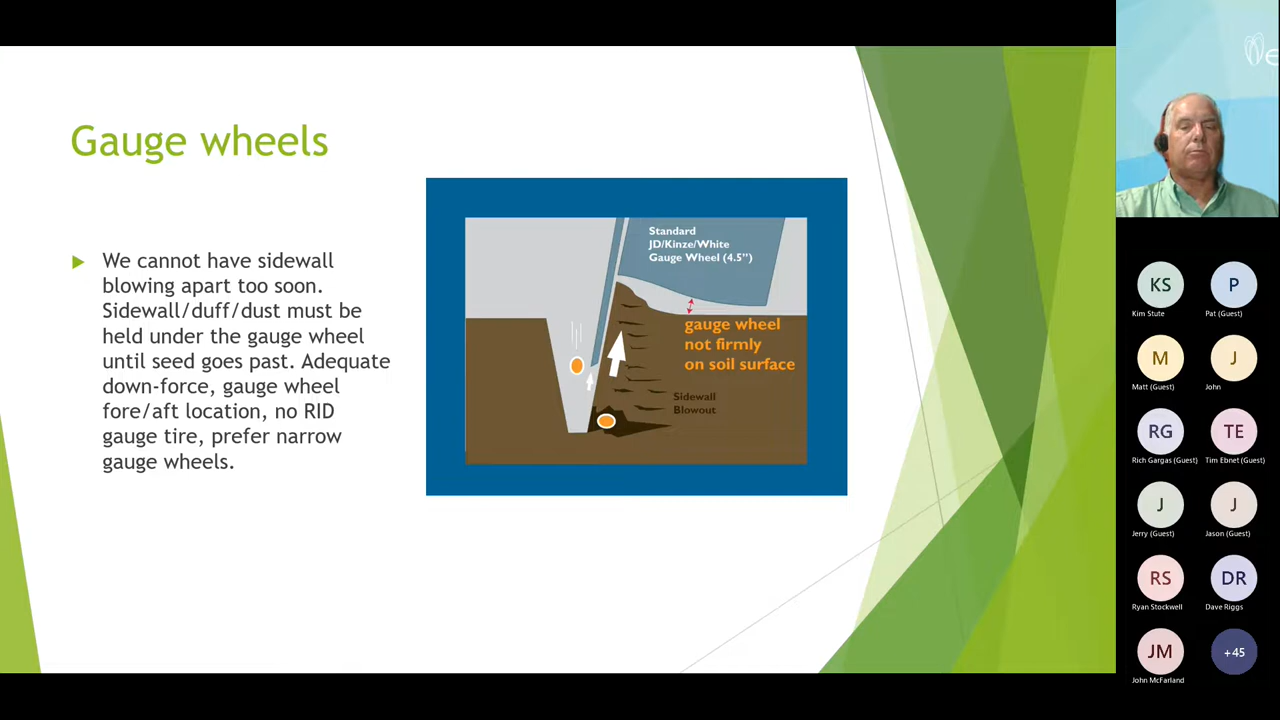 Gauge wheels
We cannot have sidewall
blowing apart too soon.
Sidewall/duff/dust must be
held under the gauge wheel
until seed goes past. Adequate
down-force, gauge wheel
fore/aft location, no RID
gauge tire, prefer narrow
gauge wheels.
Standard
JD/Kinze/White
Gauge Wheel (4.5”)
gauge wheel
not firmly
on soil surface
Sidewall
Blowout
KS
Kim Stute
P
Pat (Guest)
M
Matt (Guest)
J
John
RG
Rich Gargas (Guest)
TE
Tim Ebnet (Guest)
J
Jerry (Guest)
J
Jason (Guest)
RS
Ryan Stockwell
DR
Dave Riggs
JM
John McFarland
+45